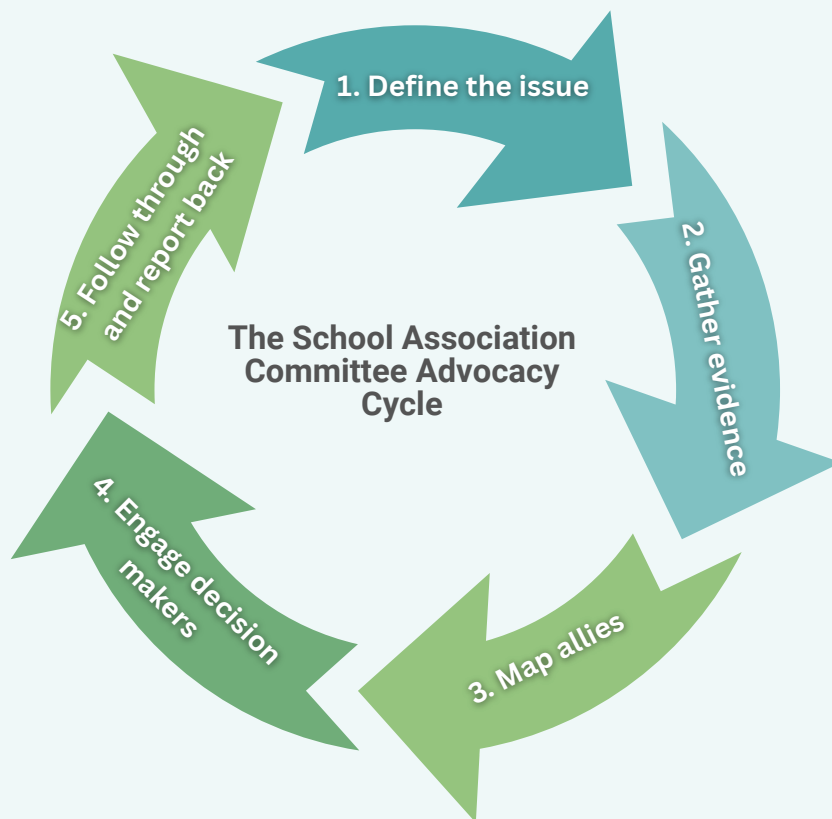 The School Association
Committee Advocacy
Cycle
1. Define the issue
2. Gather evidence
3. Map allies
4. Engage decision
makers
5. Follow through
and report back